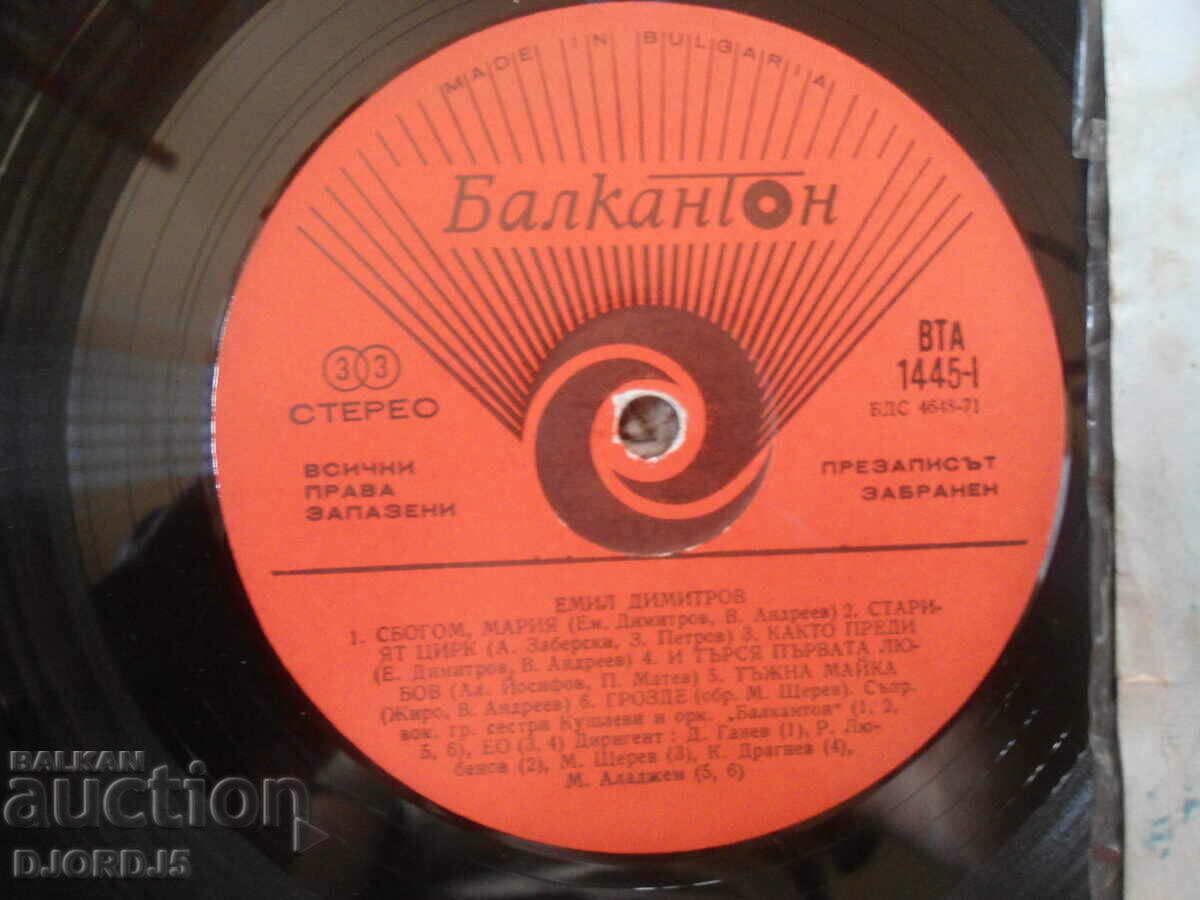 MADE IN BULGARIA
Балкантон
33
СТЕРЕО
ВТА
1445-I
БДС 4648-71
ВСИЧНИ
ПРАВА
ЗАПАЗЕНИ
ПРЕЗАПИСЪТ
ЗАБРАНЕН
ЕМИЛ ДИМИТРОВ
1. СБОГОМ, МАРИЯ (Ем. Димитров, В. Андреев) 2. СТАРИ-
ЯТ ЦИРК (А. Заберски, З. Петров) 3. КАКТО ПРЕДИ
(Е. Димитров, В. Андреев) 4. И ТЪРСЯ ПЪРВАТА ЛЮ-
БОВ (Ал. Йосифов, П. Матев) 5. ТЪЖНА МАЙКА
(Жиро, В. Андреев) 6. ГРОЗДЕ (обр. М. Щерев) Съпр.
вок. гр. сестри Кушлеви и орк. „Балкантон“ (1, 2,
5, 6), ЕО (3, 4) Диригент: Д. Ганев (1), Р. Лю-
бенов (2), М. Щерев (3), К. Драгнев (4),
М. Аладжем (5, 6)
BALKAN
auction
DJORD_J5